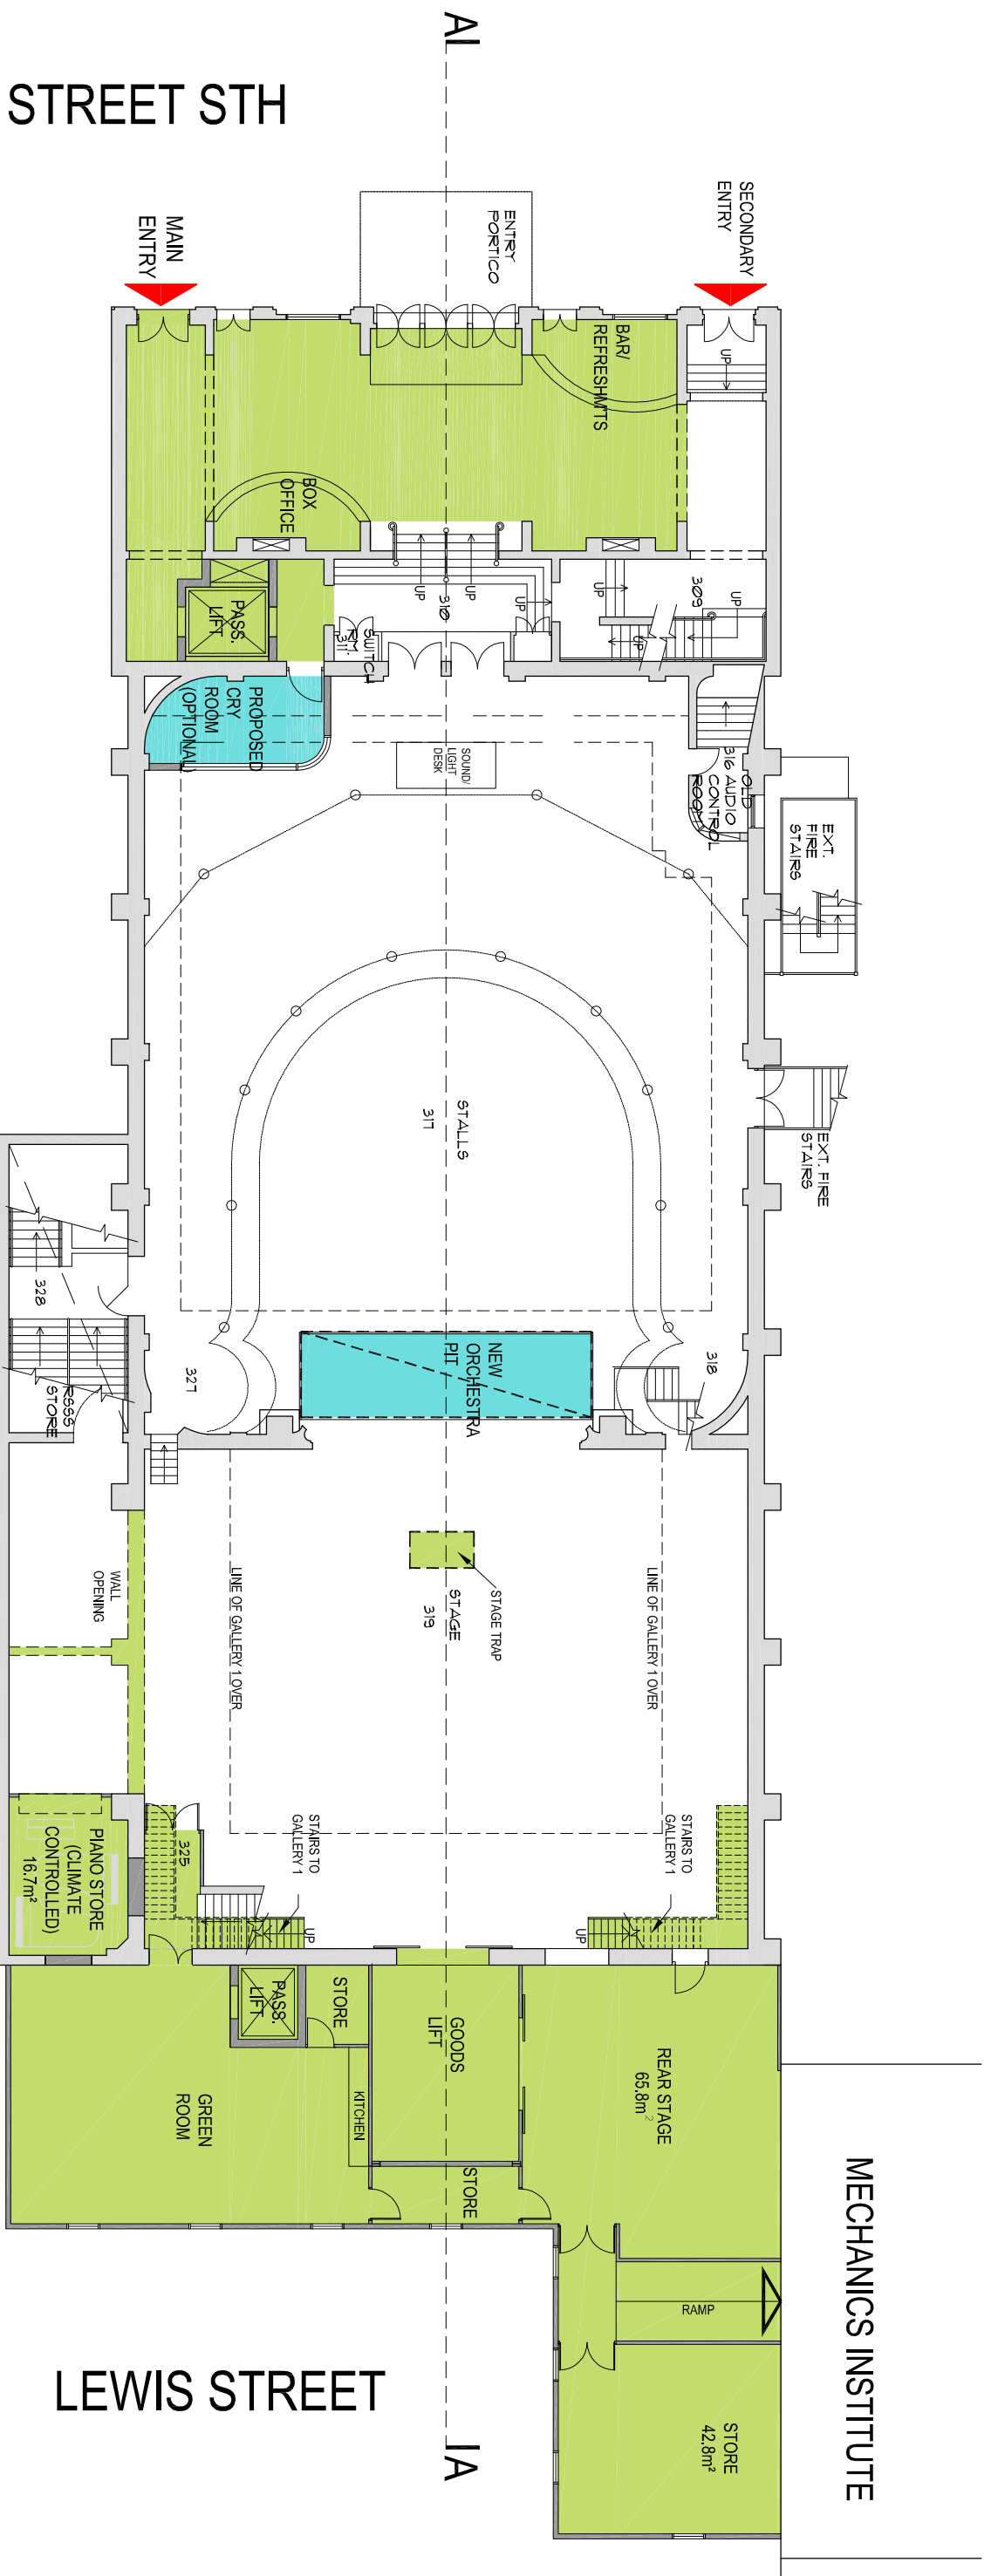 A
STREET STH
SECONDARY
ENTRY
MAIN
ENTRY
ENTRY
PORTICO
UP
BAR/
REFRESHM'TS
BOX
OFFICE
UP
UP
UP
310
UP
309
UP
UP
PASS.
LIFT
SWITCH
RM.
311
PROPOSED
CRY
ROOM
(OPTIONAL)
SOUND/
LIGHT
DESK
OLD
316 AUDIO
CONTROL
ROOM
EXT.
FIRE
STAIRS
STALLS
317
EXT. FIRE
STAIRS
328
NEW
ORCHESTRA
PIT
318
327
RSSS
STORE
WALL
OPENING
LINE OF GALLERY 1 OVER
STAGE TRAP
STAGE
319
LINE OF GALLERY 1 OVER
STAIRS TO
GALLERY 1
STAIRS TO
GALLERY 1
PIANO STORE
(CLIMATE
CONTROLLED)
16.7m²
325
UP
UP
PASS.
LIFT
STORE
GOODS
LIFT
REAR STAGE
65.8m²
GREEN
ROOM
KITCHEN
STORE
RAMP
MECHANICS INSTITUTE
LEWIS STREET
STORE
42.8m²
A